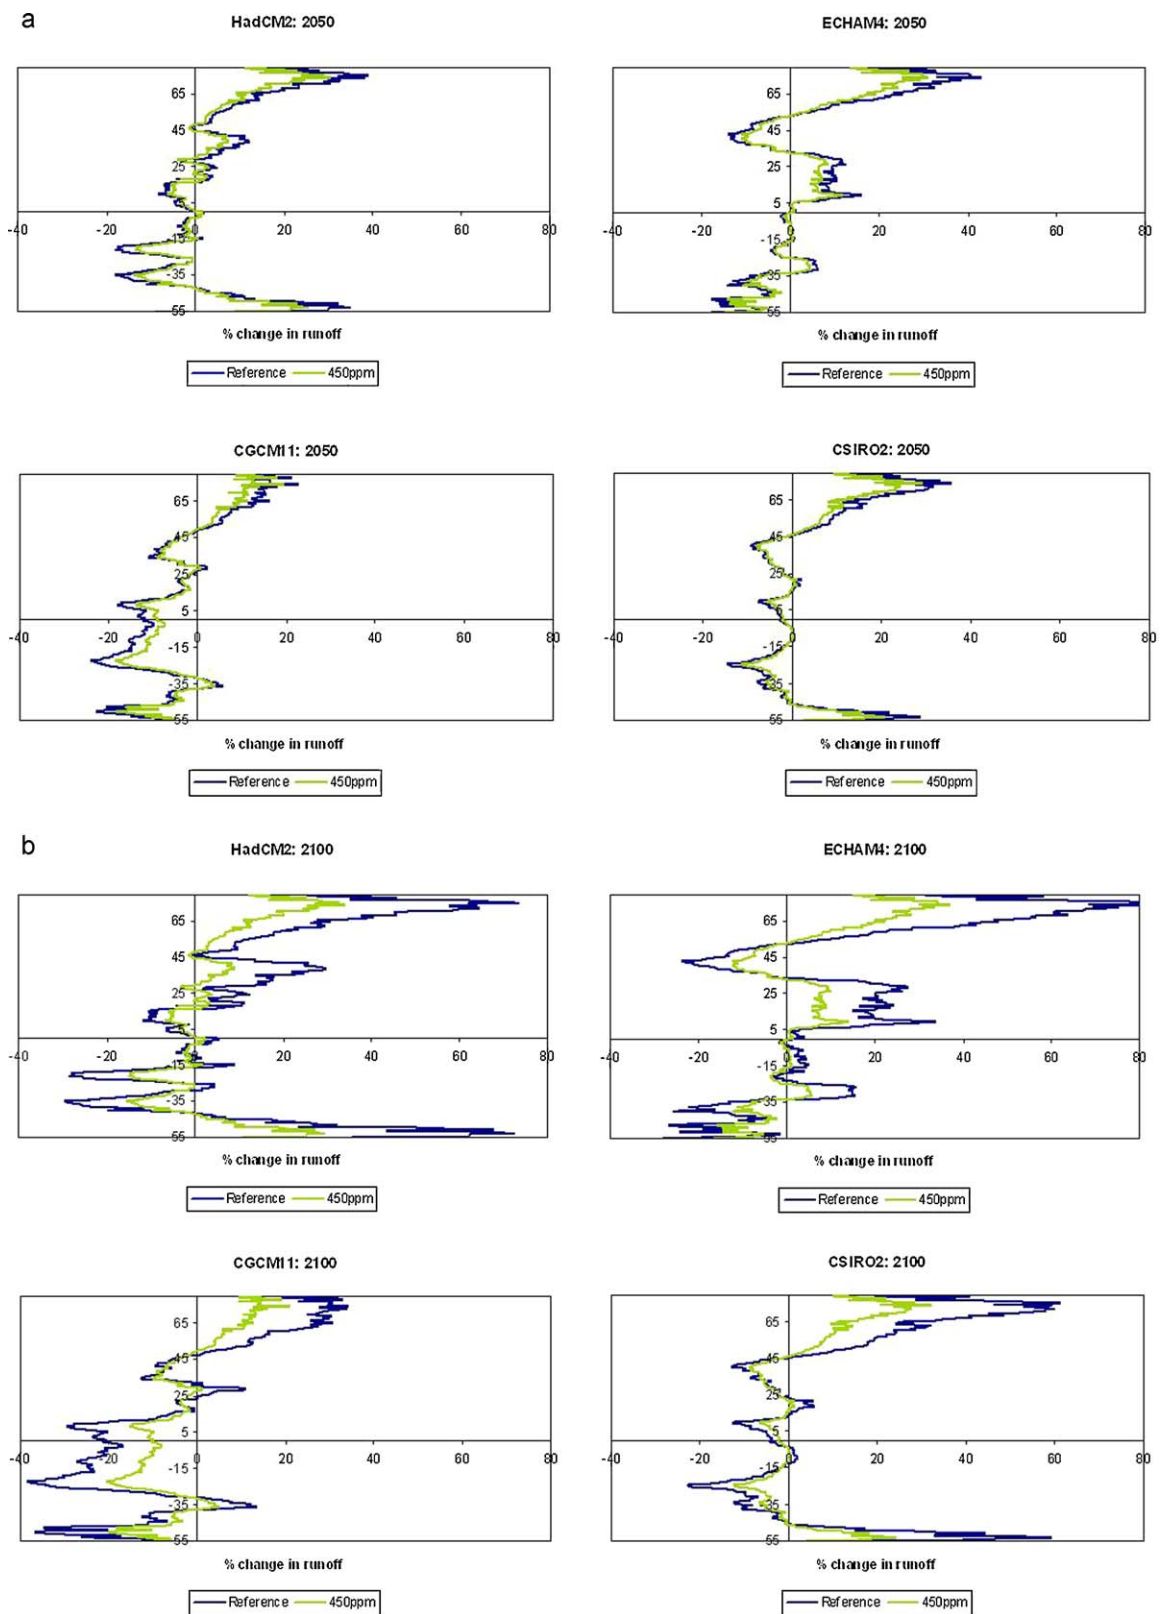 a
HadCM2: 2050
ECHAM4: 2050
65
45
25
5
-40 -20 0 20 40 60 80
-15
-35
-55
% change in runoff
Reference 450ppm
65
45
25
5
-40 -20 0 20 40 60 80
-15
-35
-55
% change in runoff
Reference 450ppm
CGCM11: 2050
CSIRO2: 2050
65
45
25
5
-40 -20 0 20 40 60 80
-15
-35
-55
% change in runoff
Reference 450ppm
65
45
25
5
-40 -20 0 20 40 60 80
-15
-35
-55
% change in runoff
Reference 450ppm
b
HadCM2: 2100
ECHAM4: 2100
65
45
25
5
-40 -20 0 20 40 60 80
-15
-35
-55
% change in runoff
Reference 450ppm
65
45
25
5
-40 -20 0 20 40 60 80
-15
-35
-55
% change in runoff
Reference 450ppm
CGCM11: 2100
CSIRO2: 2100
65
45
25
5
-40 -20 0 20 40 60 80
-15
-35
-55
% change in runoff
Reference 450ppm
65
45
25
5
-40 -20 0 20 40 60 80
-15
-35
-55
% change in runoff
Reference 450ppm